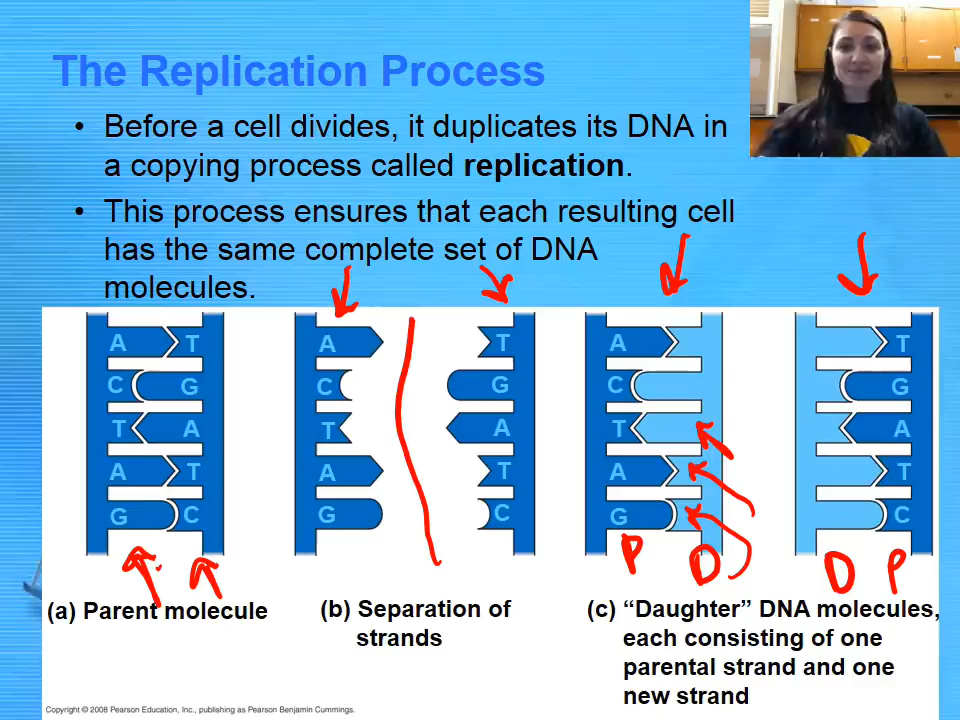 The Replication Process
• Before a cell divides, it duplicates its DNA in
a copying process called replication.
• This process ensures that each resulting cell
has the same complete set of DNA
molecules.
A T A T A T
C G C G C G
T A T A T A
A T A T A T
G C G C G C
P D D P
(a) Parent molecule
(b) Separation of
strands
(c) “Daughter” DNA molecules,
each consisting of one
parental strand and one
new strand
Copyright © 2008 Pearson Education, Inc., publishing as Pearson Benjamin Cummings.